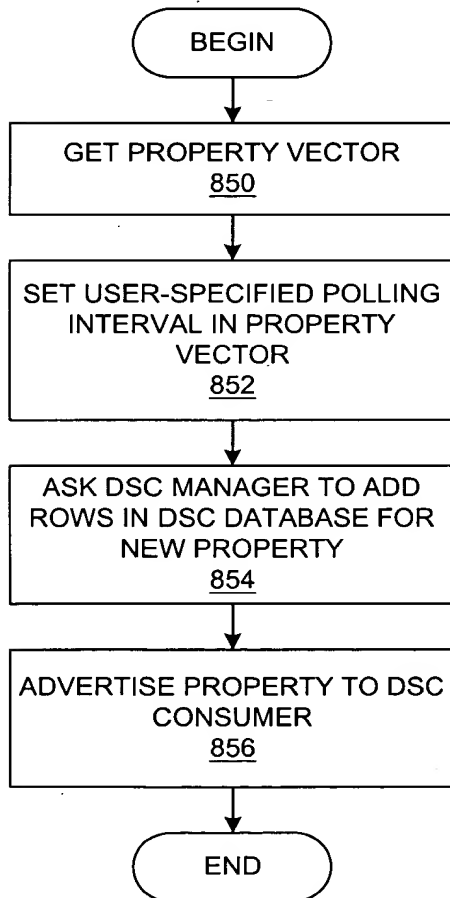 BEGIN
GET PROPERTY VECTOR
850
SET USER-SPECIFIED POLLING
INTERVAL IN PROPERTY
VECTOR
852
ASK DSC MANAGER TO ADD
ROWS IN DSC DATABASE FOR
NEW PROPERTY
854
ADVERTISE PROPERTY TO DSC
CONSUMER
856
END